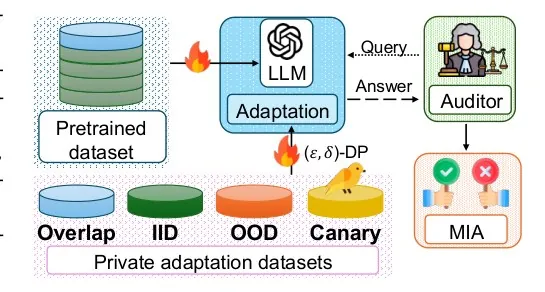 LLM
Adaptation
Pretrained
dataset
Query
Answer
Auditor
(ε, δ)-DP
MIA
Overlap
IID
OOD
Canary
Private adaptation datasets